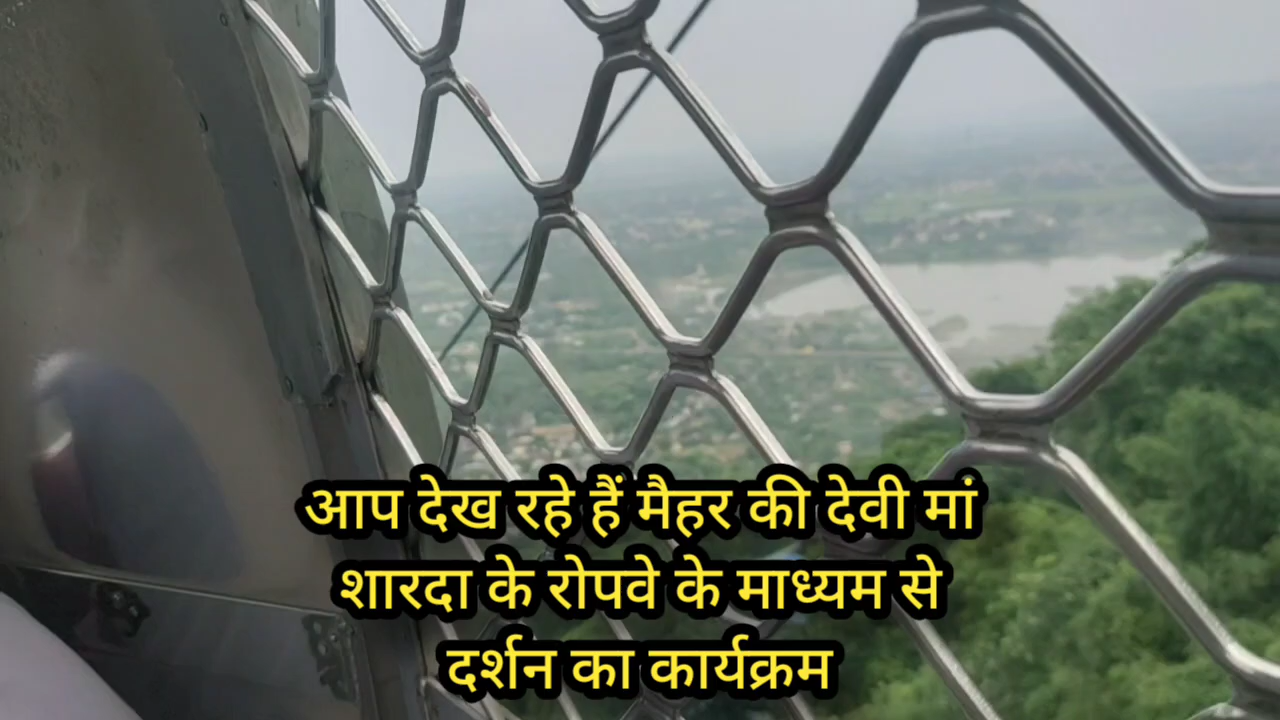 आप देख रहे हैं मैहर की देवी मां
शारदा के रोपवे के माध्यम से
दर्शन का कार्यक्रम